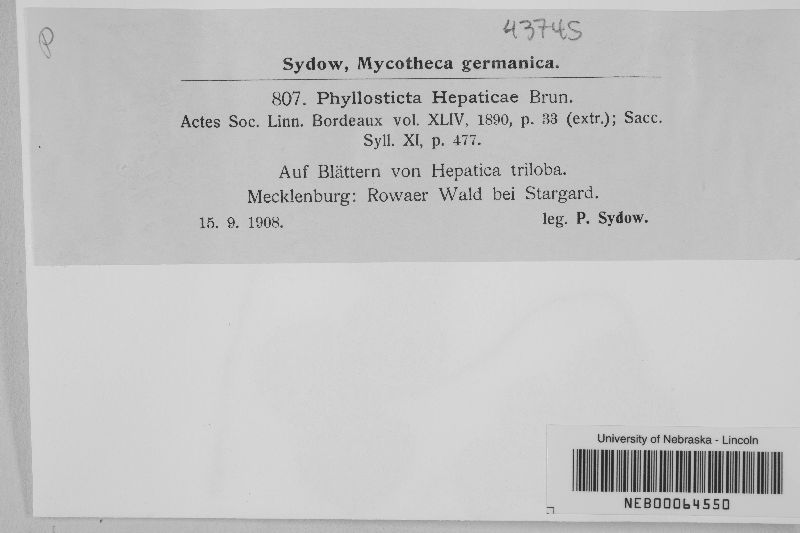 P
43745
Sydow, Mycotheca germanica.
807. Phyllosticta Hepaticae Brun.
Actes Soc. Linn. Bordeaux vol. XLIV, 1890, p. 33 (extr.); Sacc.
Syll. XI, p. 477.
Auf Blättern von Hepatica triloba.
Mecklenburg: Rowaer Wald bei Stargard.
15. 9. 1908. leg. P. Sydow.
University of Nebraska - Lincoln
NEB00064550